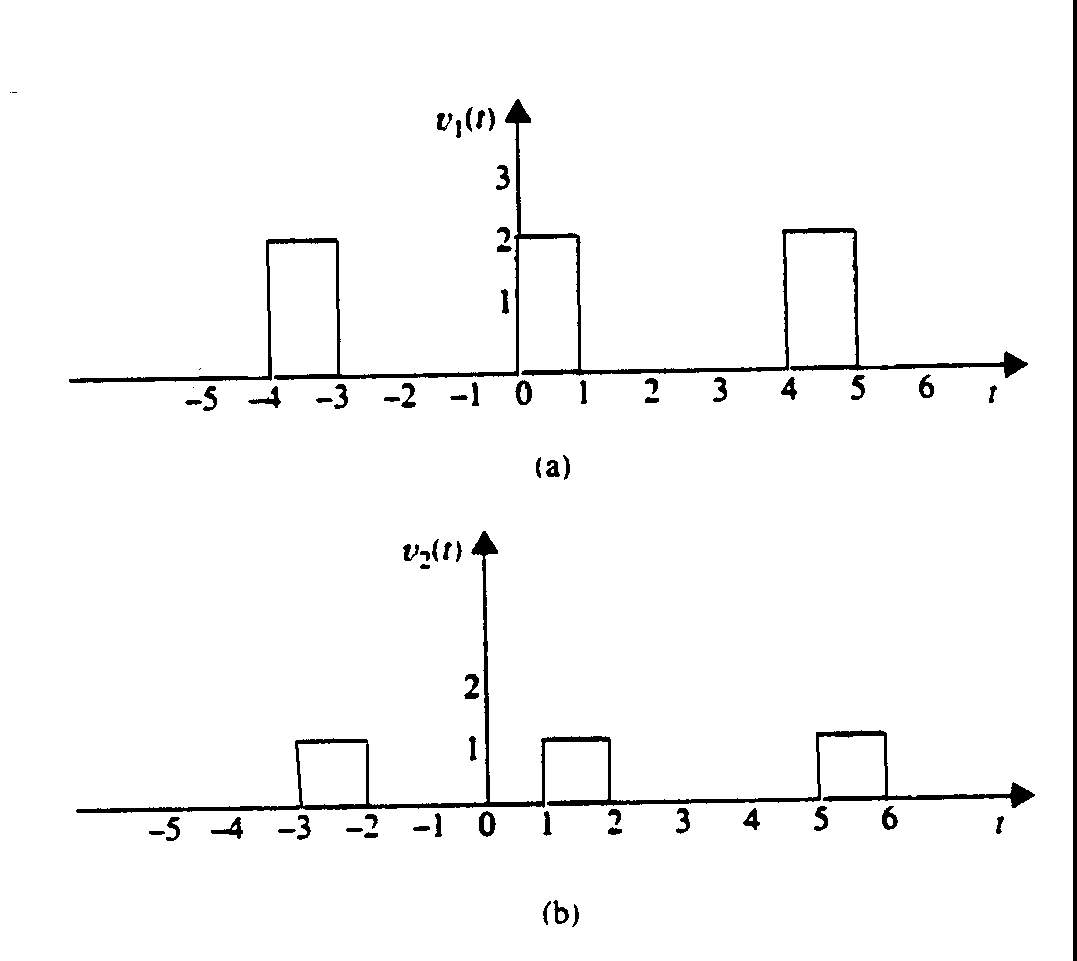 v₁(t)
3
2
1
–5 –4 –3 –2 –1 0 1 2 3 4 5 6 t
(a)
v₂(t)
2
1
–5 –4 –3 –2 –1 0 1 2 3 4 5 6 t
(b)